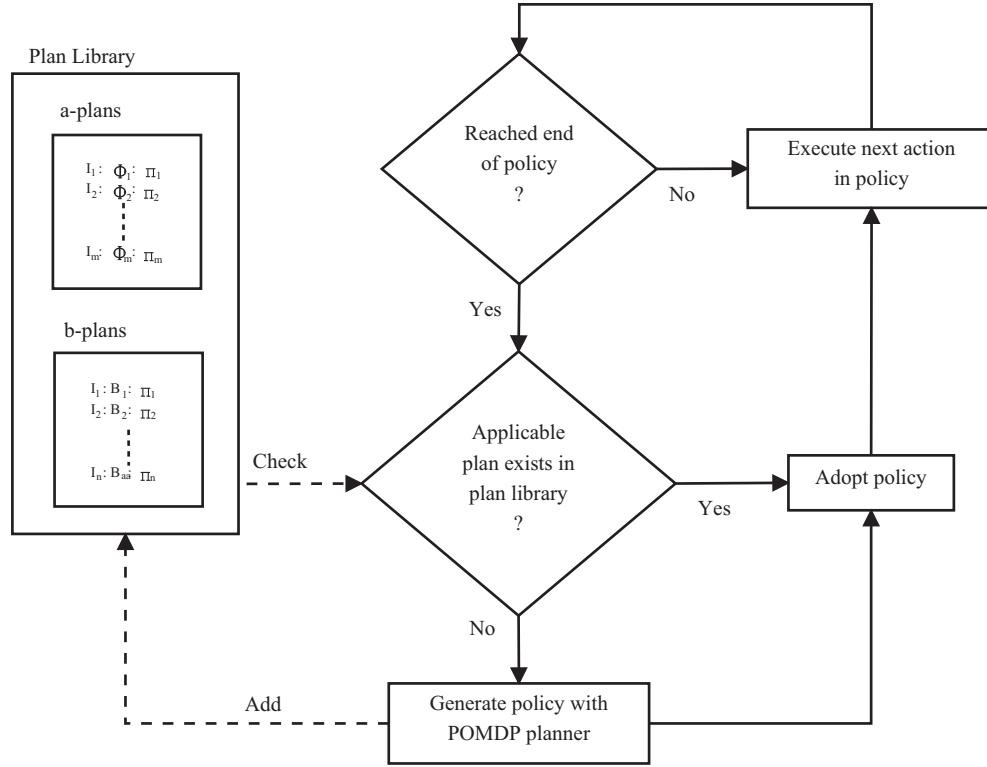 Plan Library
a-plans
I₁: Φ₁: Π₁
I₂: Φ₂: Π₂
Iₘ: Φₘ: Πₘ
b-plans
I₁: B₁: Π₁
I₂: B₂: Π₂
Iₙ: Bₐₐ: Πₙ
Check
Add
Reached end
of policy
?
No
Yes
Execute next action
in policy
Applicable
plan exists in
plan library
?
Yes
No
Adopt policy
Generate policy with
POMDP planner